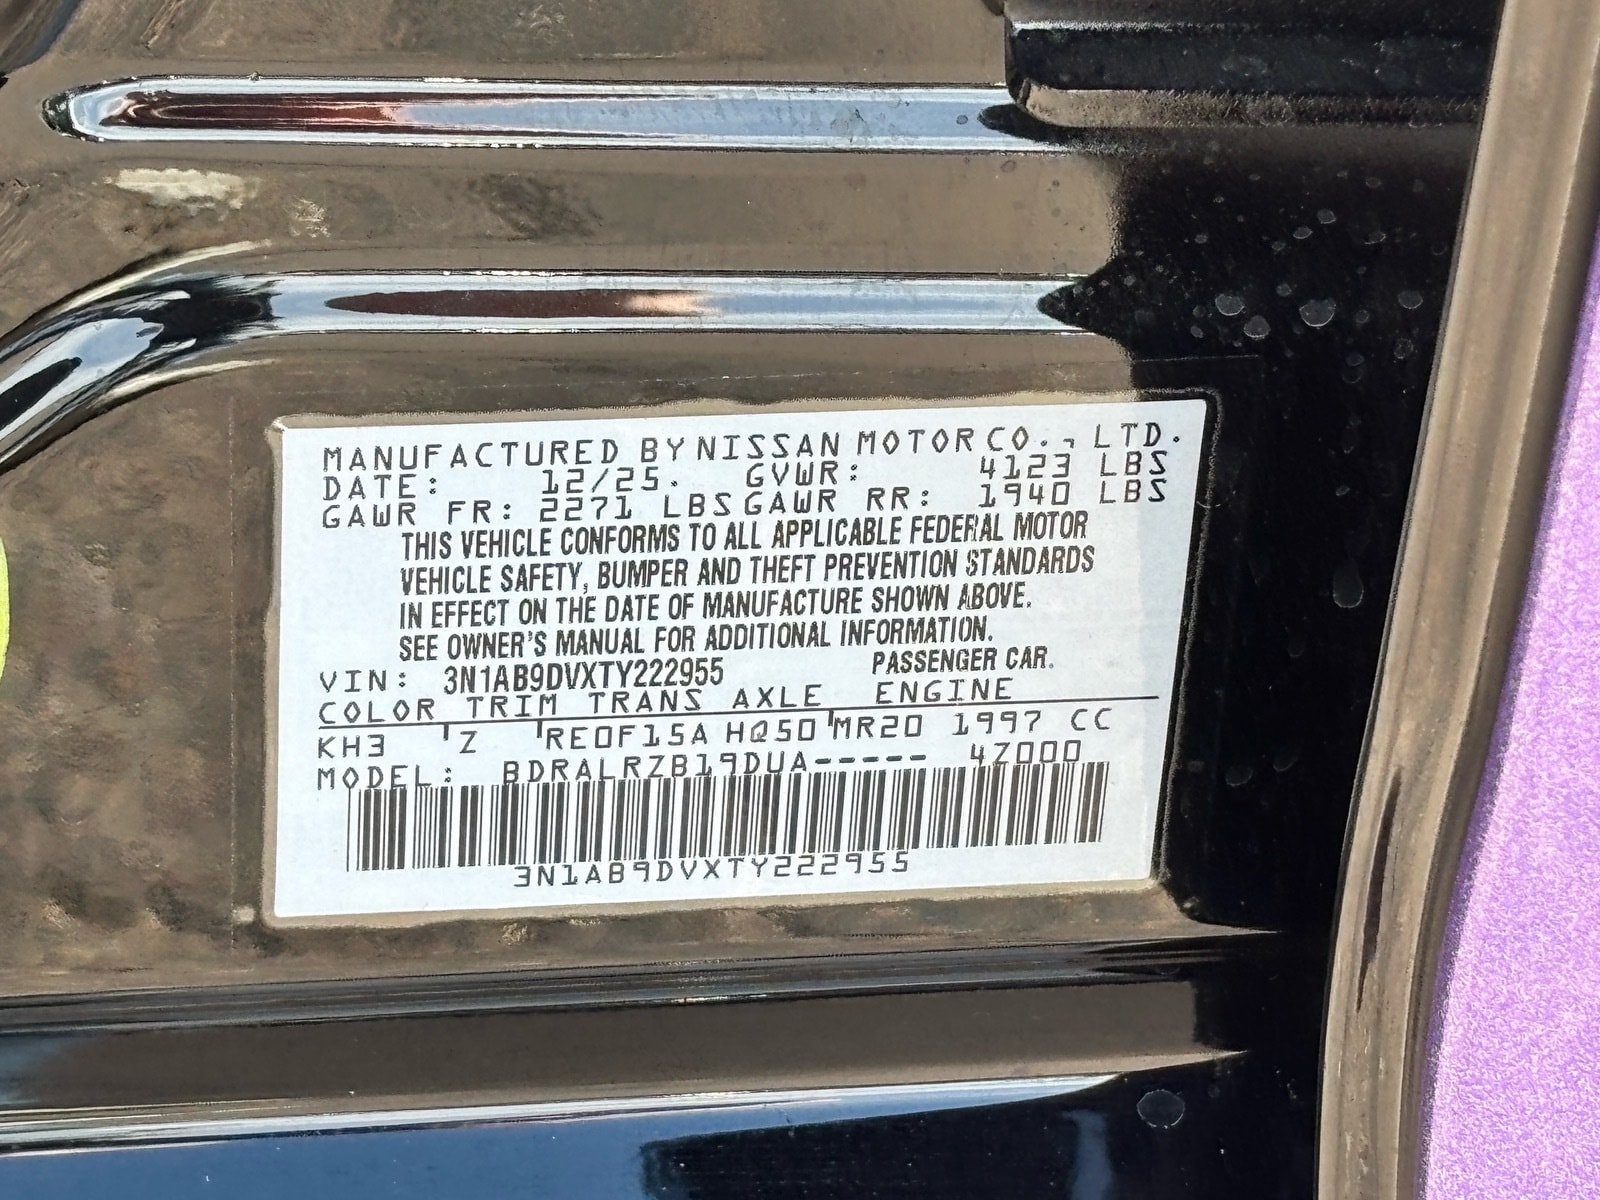 MANUFACTURED BY NISSAN MOTOR CO., LTD.
DATE: 12/25. GVWR: 4123 LBS
GAWR FR: 2271 LBS GAWR RR: 1940 LBS
THIS VEHICLE CONFORMS TO ALL APPLICABLE FEDERAL MOTOR
VEHICLE SAFETY, BUMPER AND THEFT PREVENTION STANDARDS
IN EFFECT ON THE DATE OF MANUFACTURE SHOWN ABOVE.
SEE OWNER'S MANUAL FOR ADDITIONAL INFORMATION.
VIN: 3N1AB9DVXTY222955 PASSENGER CAR.
COLOR TRIM TRANS AXLE ENGINE
KH3 Z RE0F15A HQ50 MR20 1997 CC
MODEL: BDRALRZB19DUA----- 4Z000
3N1AB9DVXTY222955